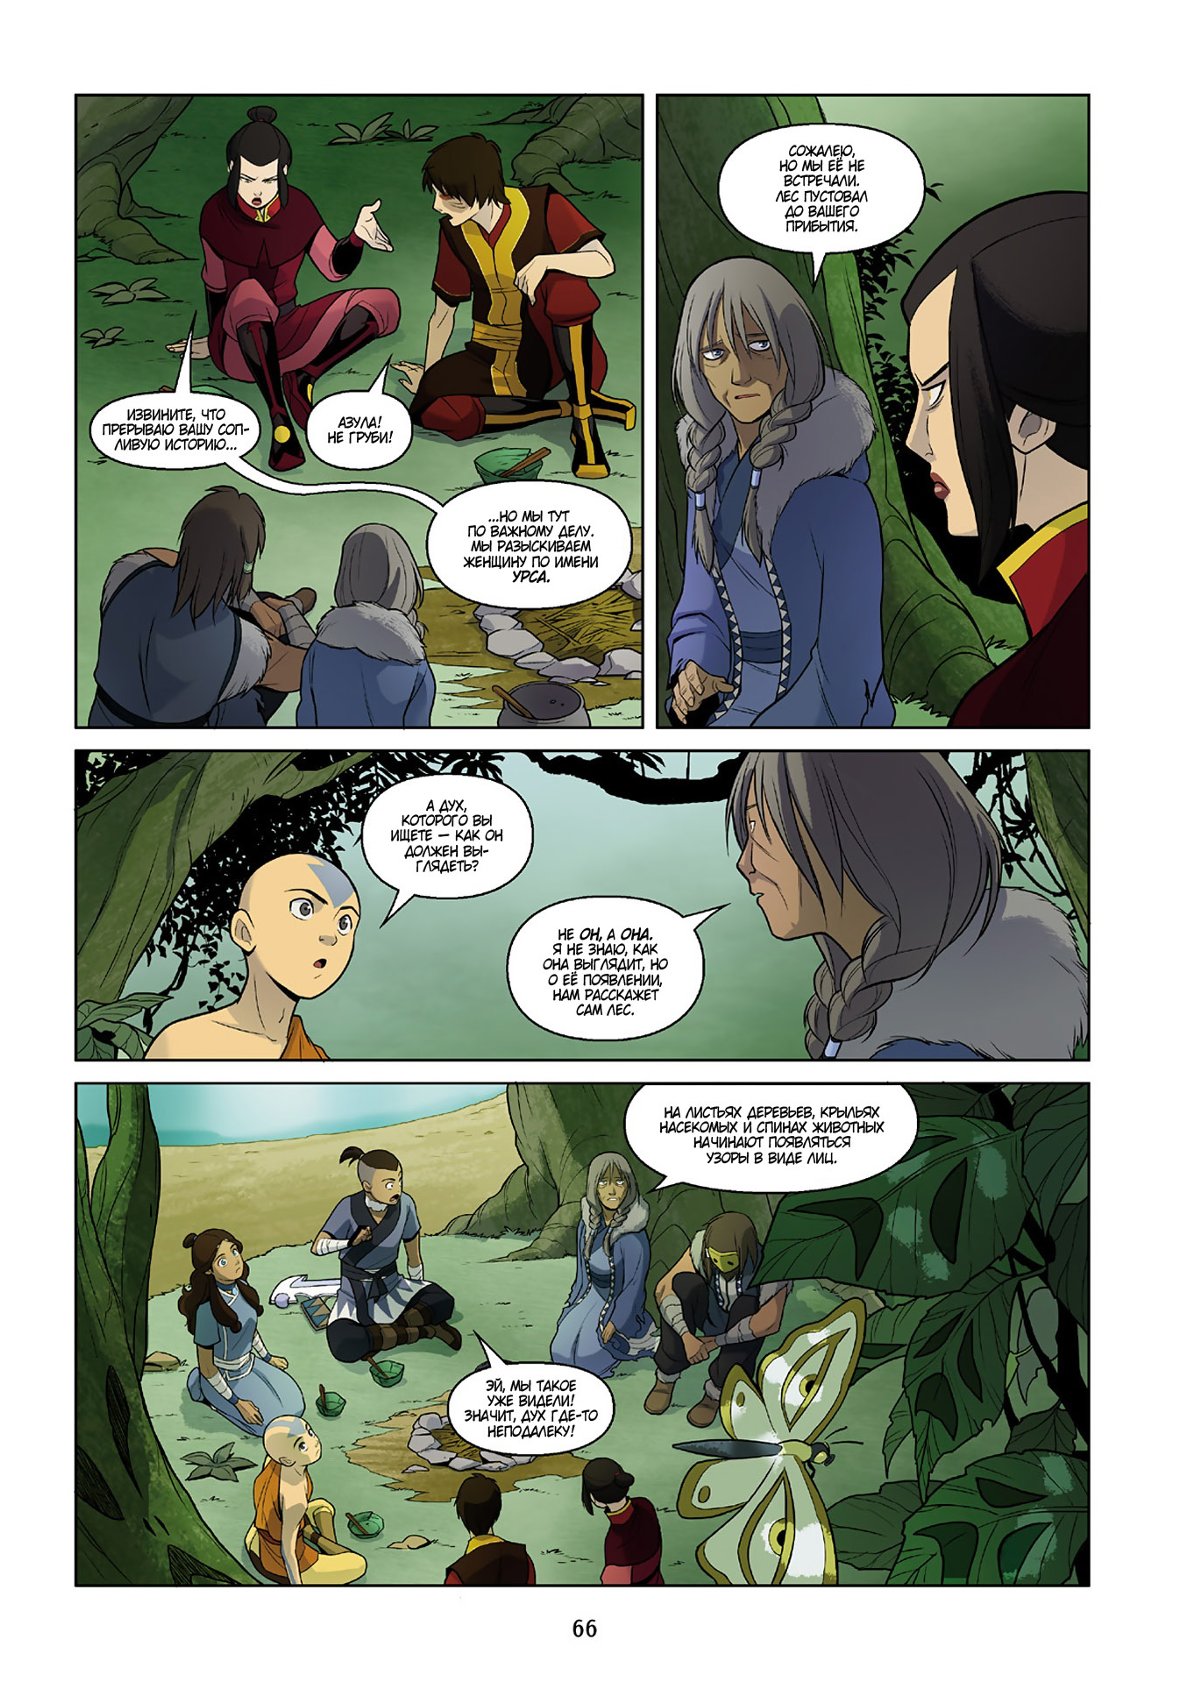 ИЗВИНИТЕ, ЧТО
ПРЕРЫВАЮ ВАШУ СОП-
ЛИВУЮ ИСТОРИЮ...
АЗУЛА!
НЕ ГРУБИ!
...НО МЫ ТУТ
ПО ВАЖНОМУ ДЕЛУ.
МЫ РАЗЫСКИВАЕМ
ЖЕНЩИНУ ПО ИМЕНИ
УРСА.
СОЖАЛЕЮ,
НО МЫ ЕЁ НЕ
ВСТРЕЧАЛИ.
ЛЕС ПУСТОВАЛ
ДО ВАШЕГО
ПРИБЫТИЯ.
А ДУХ,
КОТОРОГО ВЫ
ИЩЕТЕ — КАК ОН
ДОЛЖЕН ВЫ-
ГЛЯДЕТЬ?
НЕ ОН, А ОНА.
Я НЕ ЗНАЮ, КАК
ОНА ВЫГЛЯДИТ, НО
О ЕЁ ПОЯВЛЕНИИ,
НАМ РАССКАЖЕТ
САМ ЛЕС.
НА ЛИСТЬЯХ ДЕРЕВЬЕВ, КРЫЛЬЯХ
НАСЕКОМЫХ И СПИНАХ ЖИВОТНЫХ
НАЧИНАЮТ ПОЯВЛЯТЬСЯ
УЗОРЫ В ВИДЕ ЛИЦ.
ЭЙ, МЫ ТАКОЕ
УЖЕ ВИДЕЛИ!
ЗНАЧИТ, ДУХ ГДЕ-ТО
НЕПОДАЛЕКУ!
66